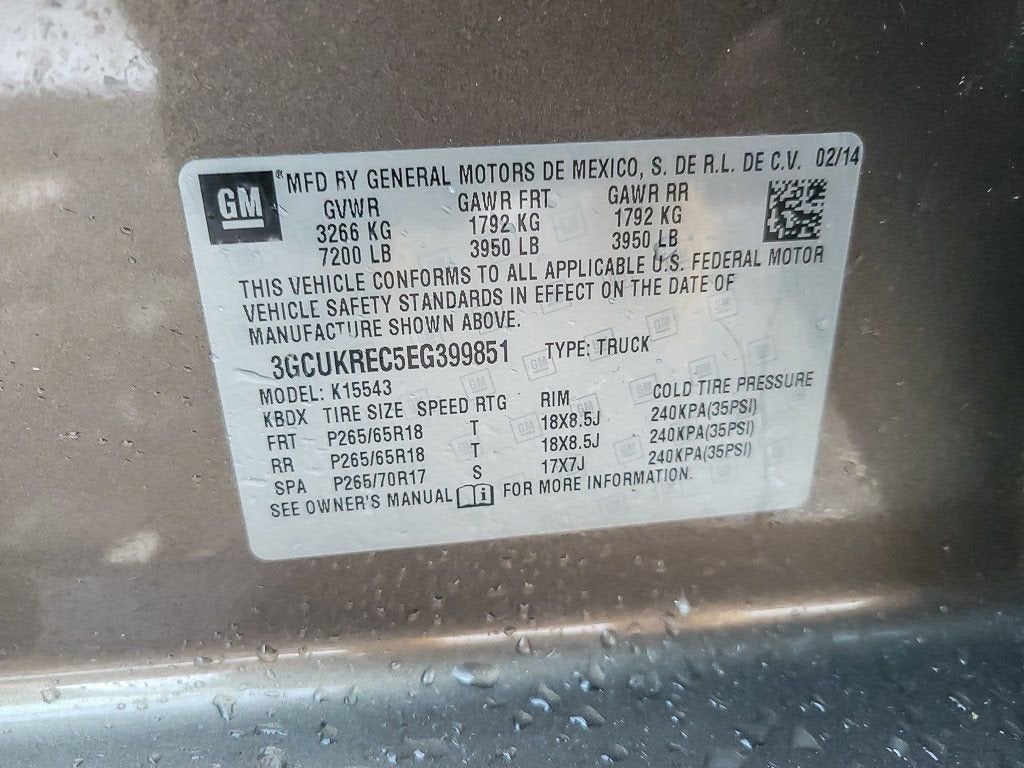 GM ® MFD BY GENERAL MOTORS DE MEXICO, S. DE R.L. DE C.V. 02/14
GVWR GAWR FRT GAWR RR
3266 KG 1792 KG 1792 KG
7200 LB 3950 LB 3950 LB
THIS VEHICLE CONFORMS TO ALL APPLICABLE U.S. FEDERAL MOTOR
VEHICLE SAFETY STANDARDS IN EFFECT ON THE DATE OF
MANUFACTURE SHOWN ABOVE.
3GCUKREC5EG399851 TYPE: TRUCK
MODEL: K15543
KBDX TIRE SIZE SPEED RTG RIM COLD TIRE PRESSURE
FRT P265/65R18 T 18X8.5J 240KPA(35PSI)
RR P265/65R18 T 18X8.5J 240KPA(35PSI)
SPA P265/70R17 S 17X7J 240KPA(35PSI)
SEE OWNER'S MANUAL FOR MORE INFORMATION.